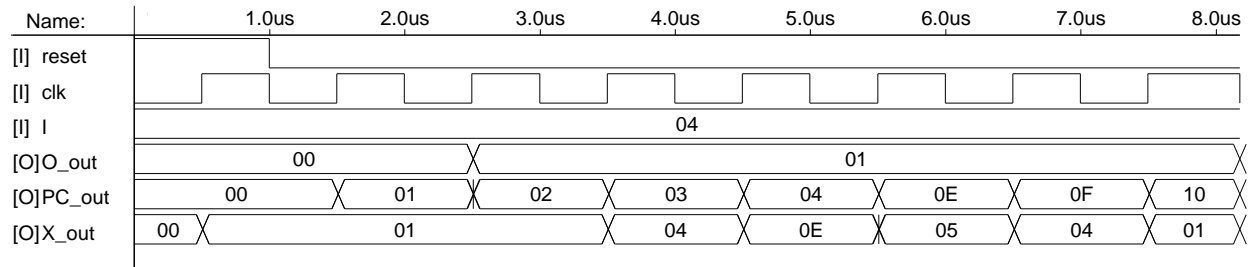 Name: 1.0us 2.0us 3.0us 4.0us 5.0us 6.0us 7.0us 8.0us
[I] reset
[I] clk
[I] I 04
[O]O_out 00 01
[O]PC_out 00 01 02 03 04 0E 0F 10
[O]X_out 00 01 04 0E 05 04 01